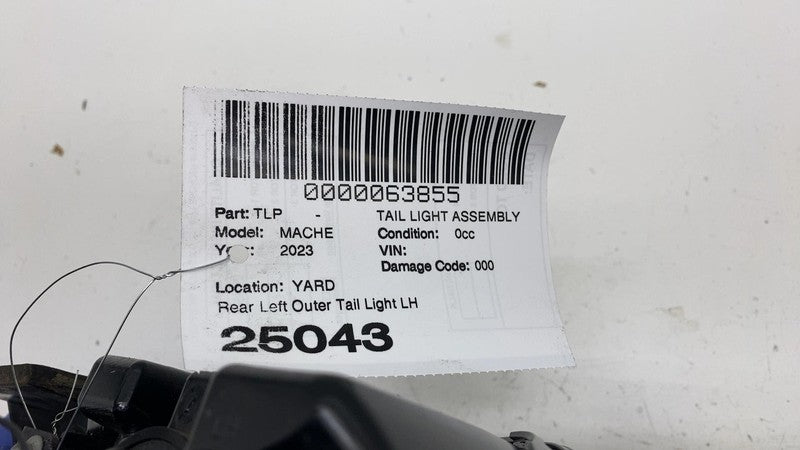 0000063855
Part: TLP - TAIL LIGHT ASSEMBLY
Model: MACHE Condition: 0cc
2023 VIN:
Damage Code: 000
Location: YARD
Rear Left Outer Tail Light LH
25043